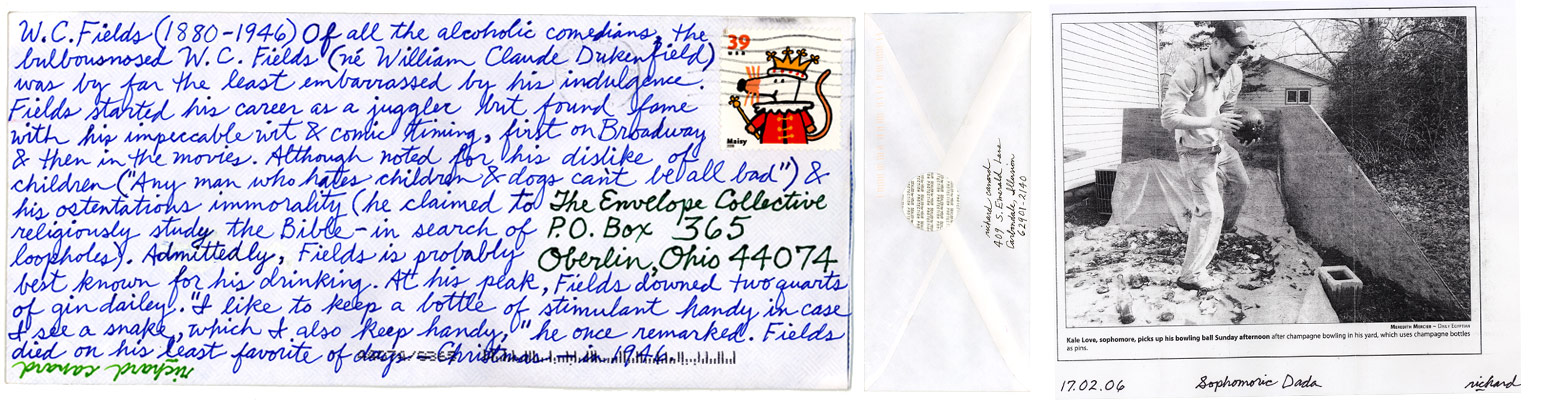 W.C.Fields (1880-1946) Of all the alcoholic comedians, the
bulbousnosed W. C. Fields (né William Claude Dukenfield)
was by far the least embarrassed by his indulgence.
Fields started his career as a juggler but found fame
with his impeccable wit & comic timing, first on Broadway
& then in the movies. Although noted for his dislike of
children ("Any man who hates children & dogs can't be all bad") &
his ostentatious immorality (he claimed to
religiously study the Bible - in search of
loopholes). Admittedly, Fields is probably
best known for his drinking. At his peak, Fields downed two quarts
of gin dailey. "I like to keep a bottle of stimulant handy in case
I see a snake, which I also keep handy," he once remarked. Fields
died on his least favorite of days - Christmas - in 1946.
richard canard
39
USA
Maisy
The Envelope Collective
P.O. Box 365
Oberlin, Ohio 44074
richard canard
409 S. Emerald Lane
Carbondale, Illinois
62901-2140
MEREDITH MERCIER ~ DAILY EGYPTIAN
Kale Love, sophomore, picks up his bowling ball Sunday afternoon after champagne bowling in his yard, which uses champagne bottles
as pins.
17.02.06
Sophomoric Dada
richard